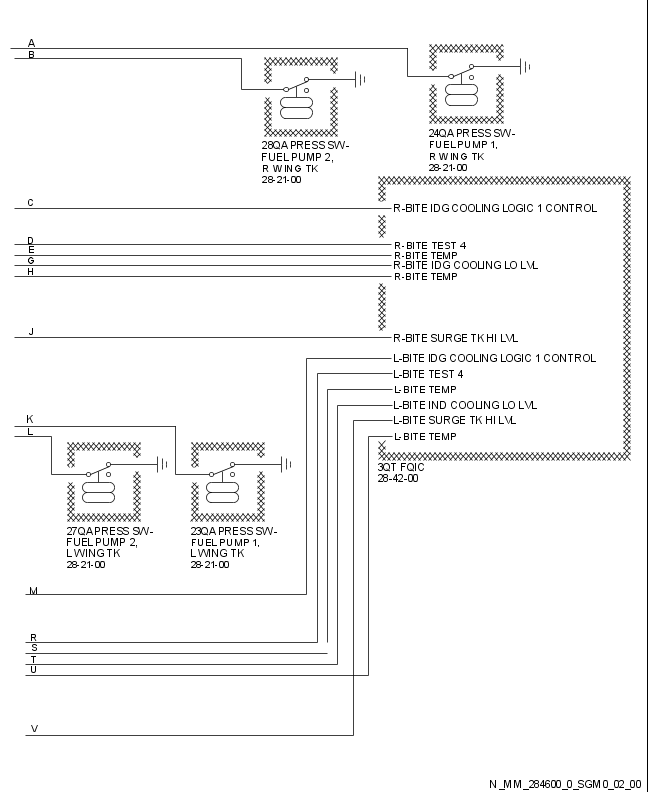 A
B
28QA PRESS SW-
FUEL PUMP 2,
R WING TK
28-21-00
24QA PRESS SW-
FUEL PUMP 1,
R WING TK
28-21-00
C
R-BITE IDG COOLING LOGIC 1 CONTROL
D
R-BITE TEST 4
E
R-BITE TEMP
G
R-BITE IDG COOLING LO LVL
H
R-BITE TEMP
J
R-BITE SURGE TK HI LVL
L-BITE IDG COOLING LOGIC 1 CONTROL
L-BITE TEST 4
L-BITE TEMP
L-BITE IND COOLING LO LVL
L-BITE SURGE TK HI LVL
L-BITE TEMP
3QT FQIC
28-42-00
K
L
27QA PRESS SW-
FUEL PUMP 2,
L WING TK
28-21-00
23QA PRESS SW-
FUEL PUMP 1,
L WING TK
28-21-00
M
R
S
T
U
V
N_MM_284600_0_SGM0_02_00